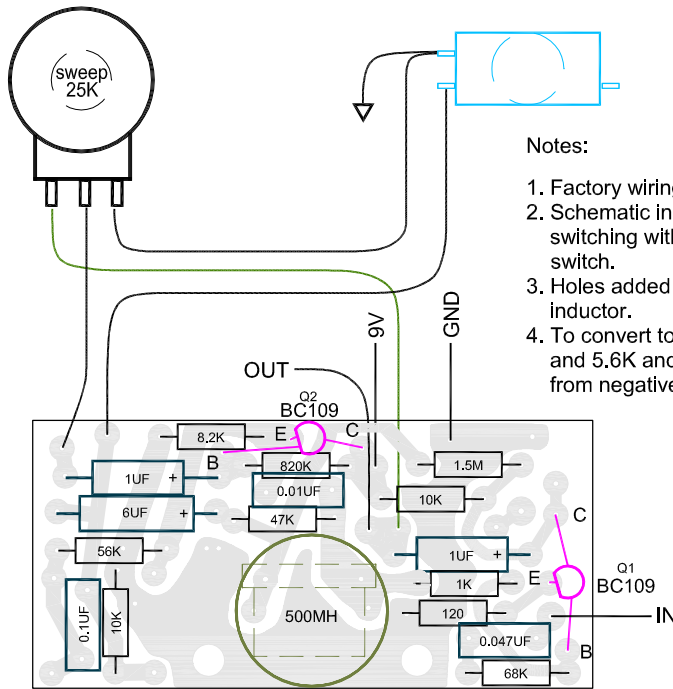 sweep
25K
Notes:
1. Factory wiring
2. Schematic in
switching with
switch.
3. Holes added
inductor.
4. To convert to
and 5.6K and
from negative
9V
GND
OUT
Q2
BC109
8.2K
E
C
B
820K
1.5M
1UF +
0.01UF
10K
6UF +
47K
C
56K
1UF +
Q1
BC109
1K
E
0.1UF
10K
500MH
120
IN
0.047UF
B
68K